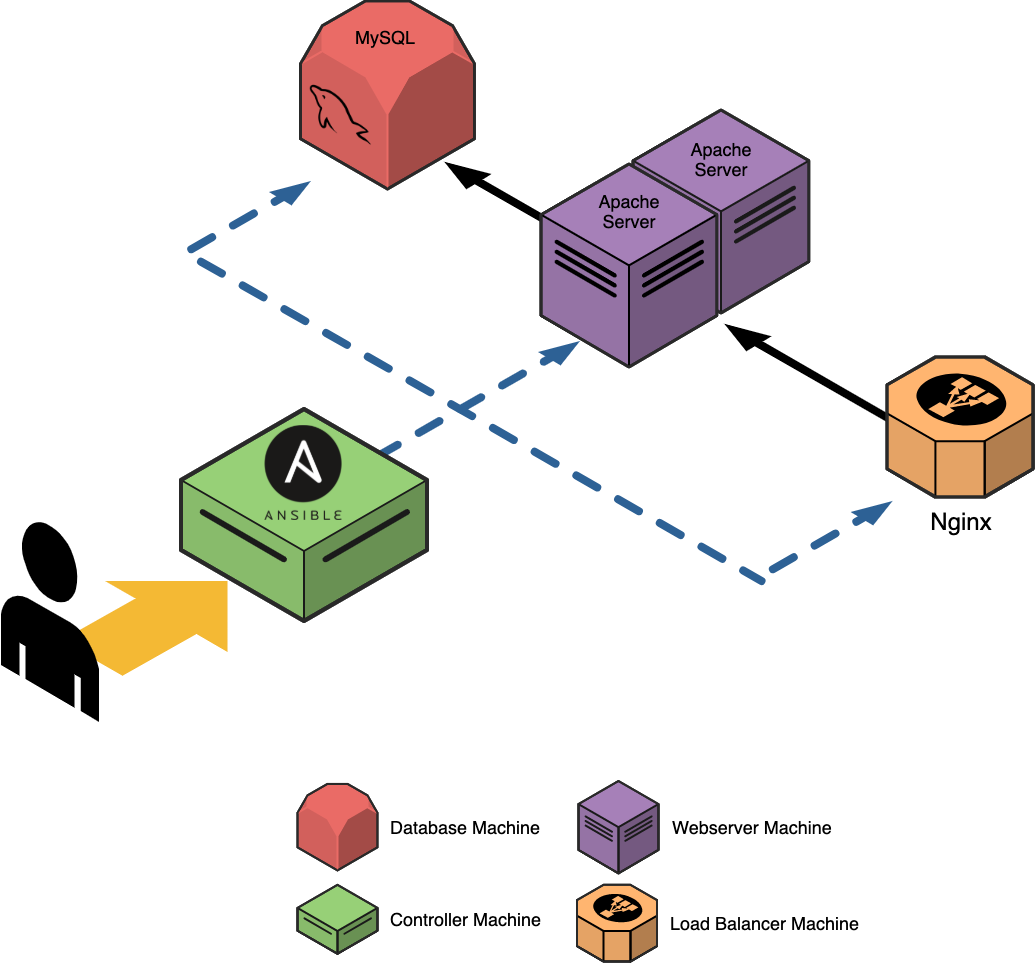 MySQL
Apache
Server
Apache
Server
ANSIBLE
Nginx
Database Machine
Webserver Machine
Controller Machine
Load Balancer Machine